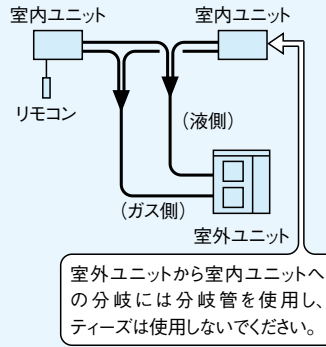 室内ユニット
室内ユニット
リモコン
(液側)
(ガス側)
室外ユニット
室外ユニットから室内ユニットへ
の分岐には分岐管を使用し、
ティーズは使用しないでください。